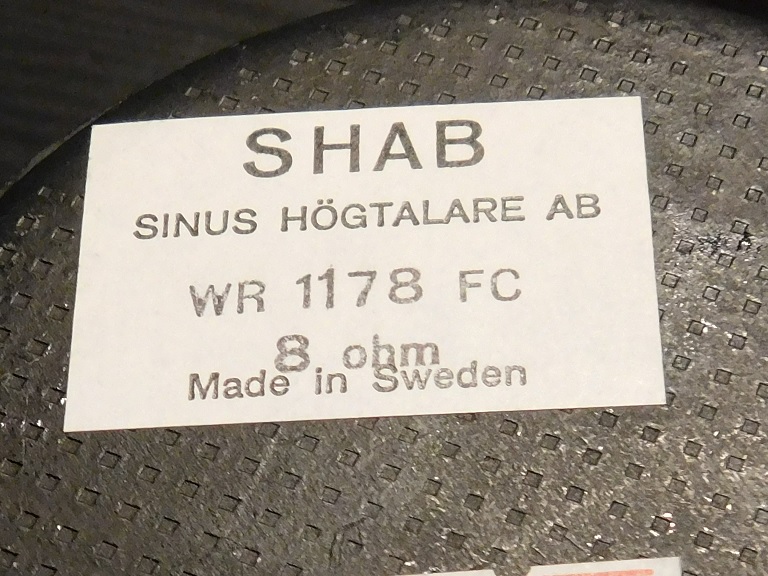 SHAB
SINUS HÖGTALARE AB
WR 1178 FC
8 ohm
Made in Sweden